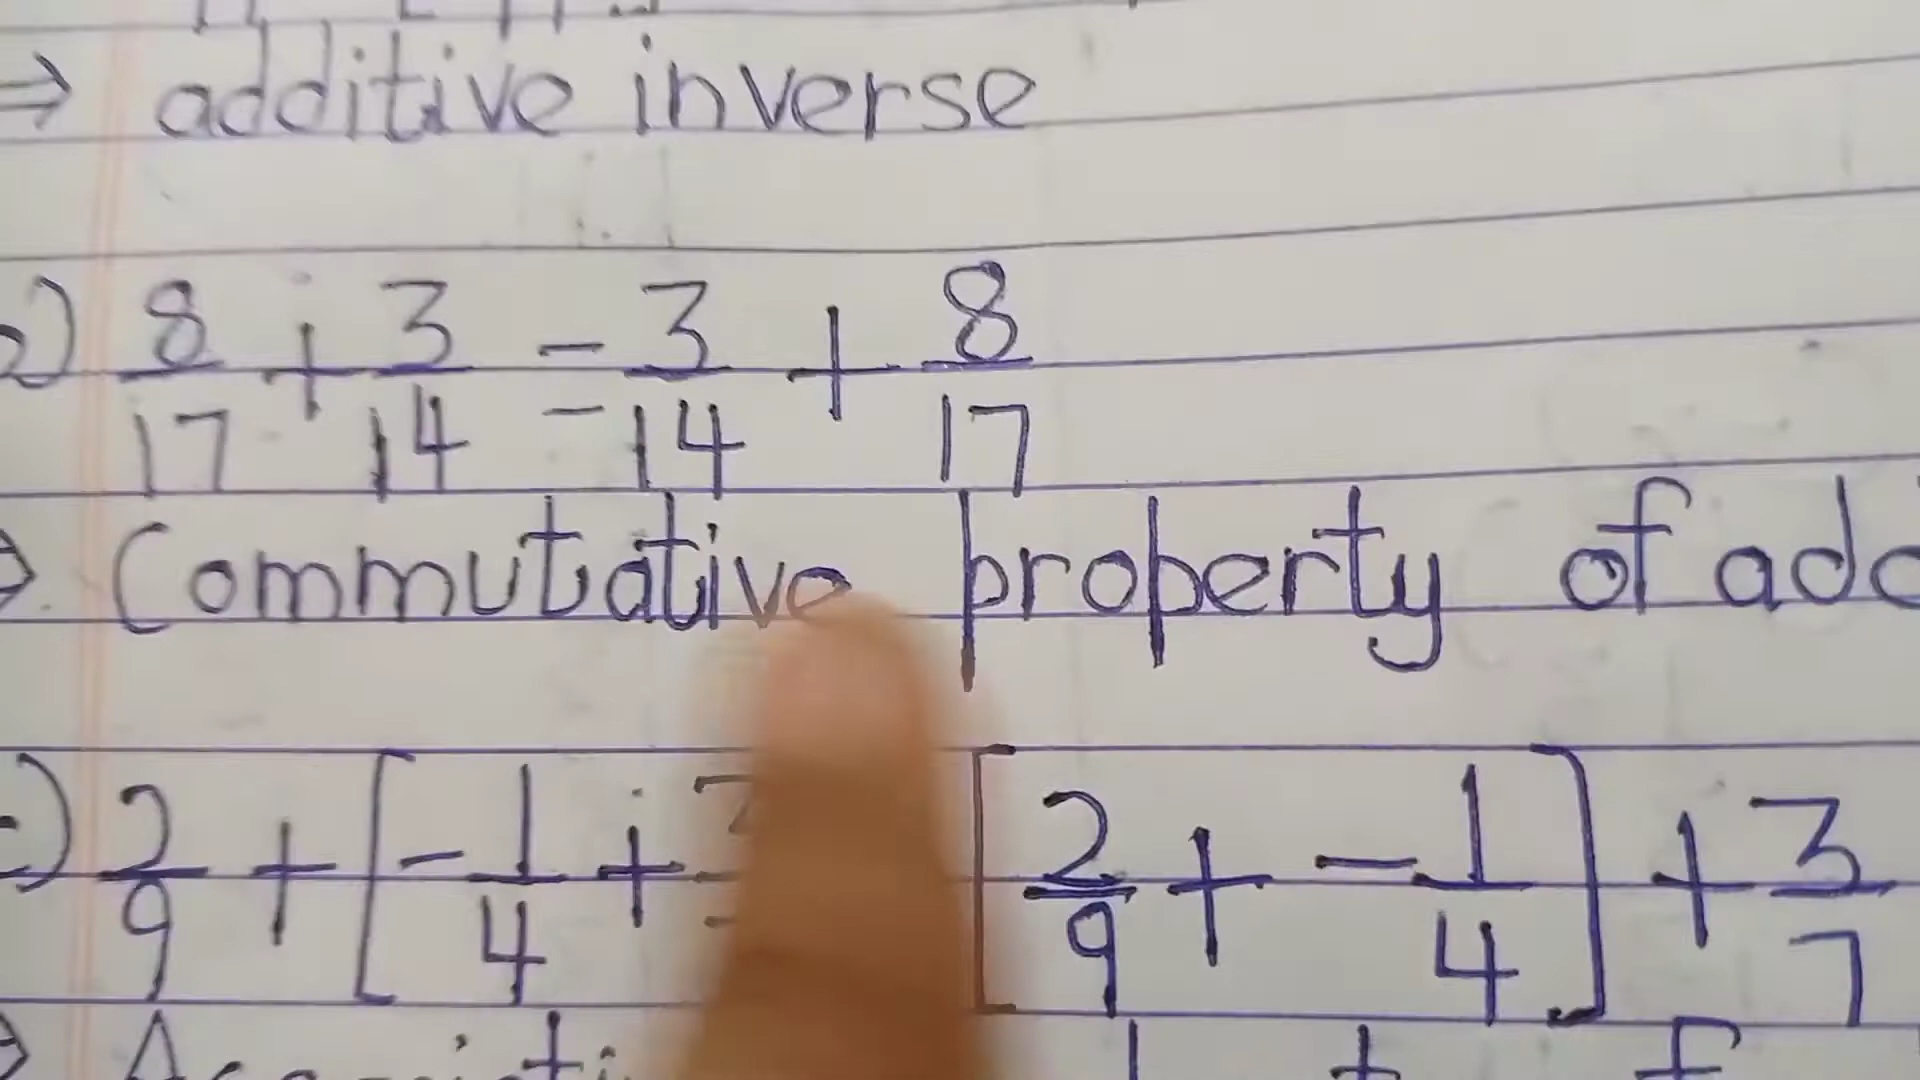 ⇒ additive inverse
2) 8/17 + 3/14 = 3/14 + 8/17
⇒ Commutative property of add
) 2/9 + [-1/4 + [2/9 + -1/4] + 3/7